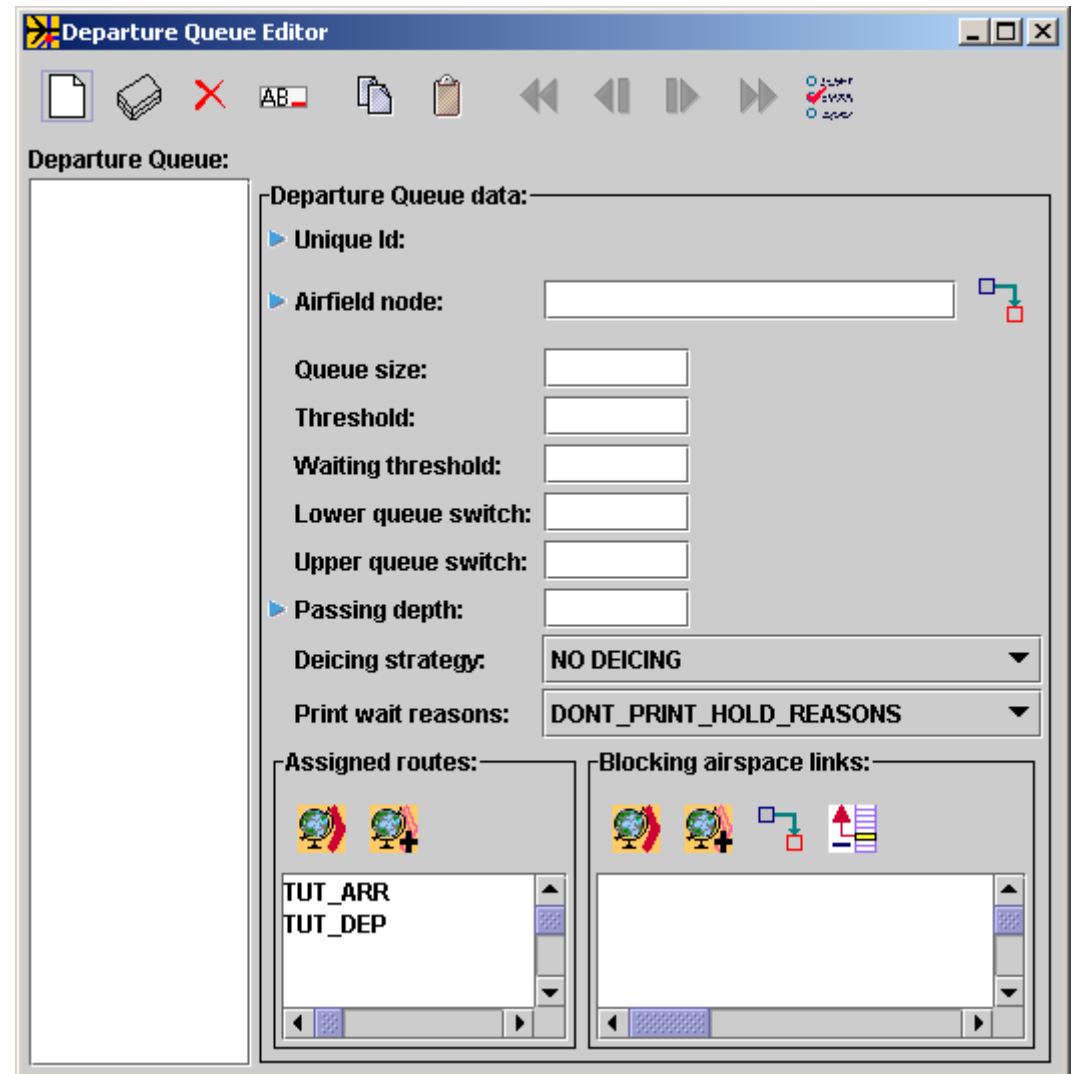 Departure Queue Editor
AB
Departure Queue:
Departure Queue data:
Unique Id:
Airfield node:
Queue size:
Threshold:
Waiting threshold:
Lower queue switch:
Upper queue switch:
Passing depth:
Deicing strategy: NO DEICING
Print wait reasons: DONT_PRINT_HOLD_REASONS
Assigned routes: Blocking airspace links:
TUT_ARR
TUT_DEP